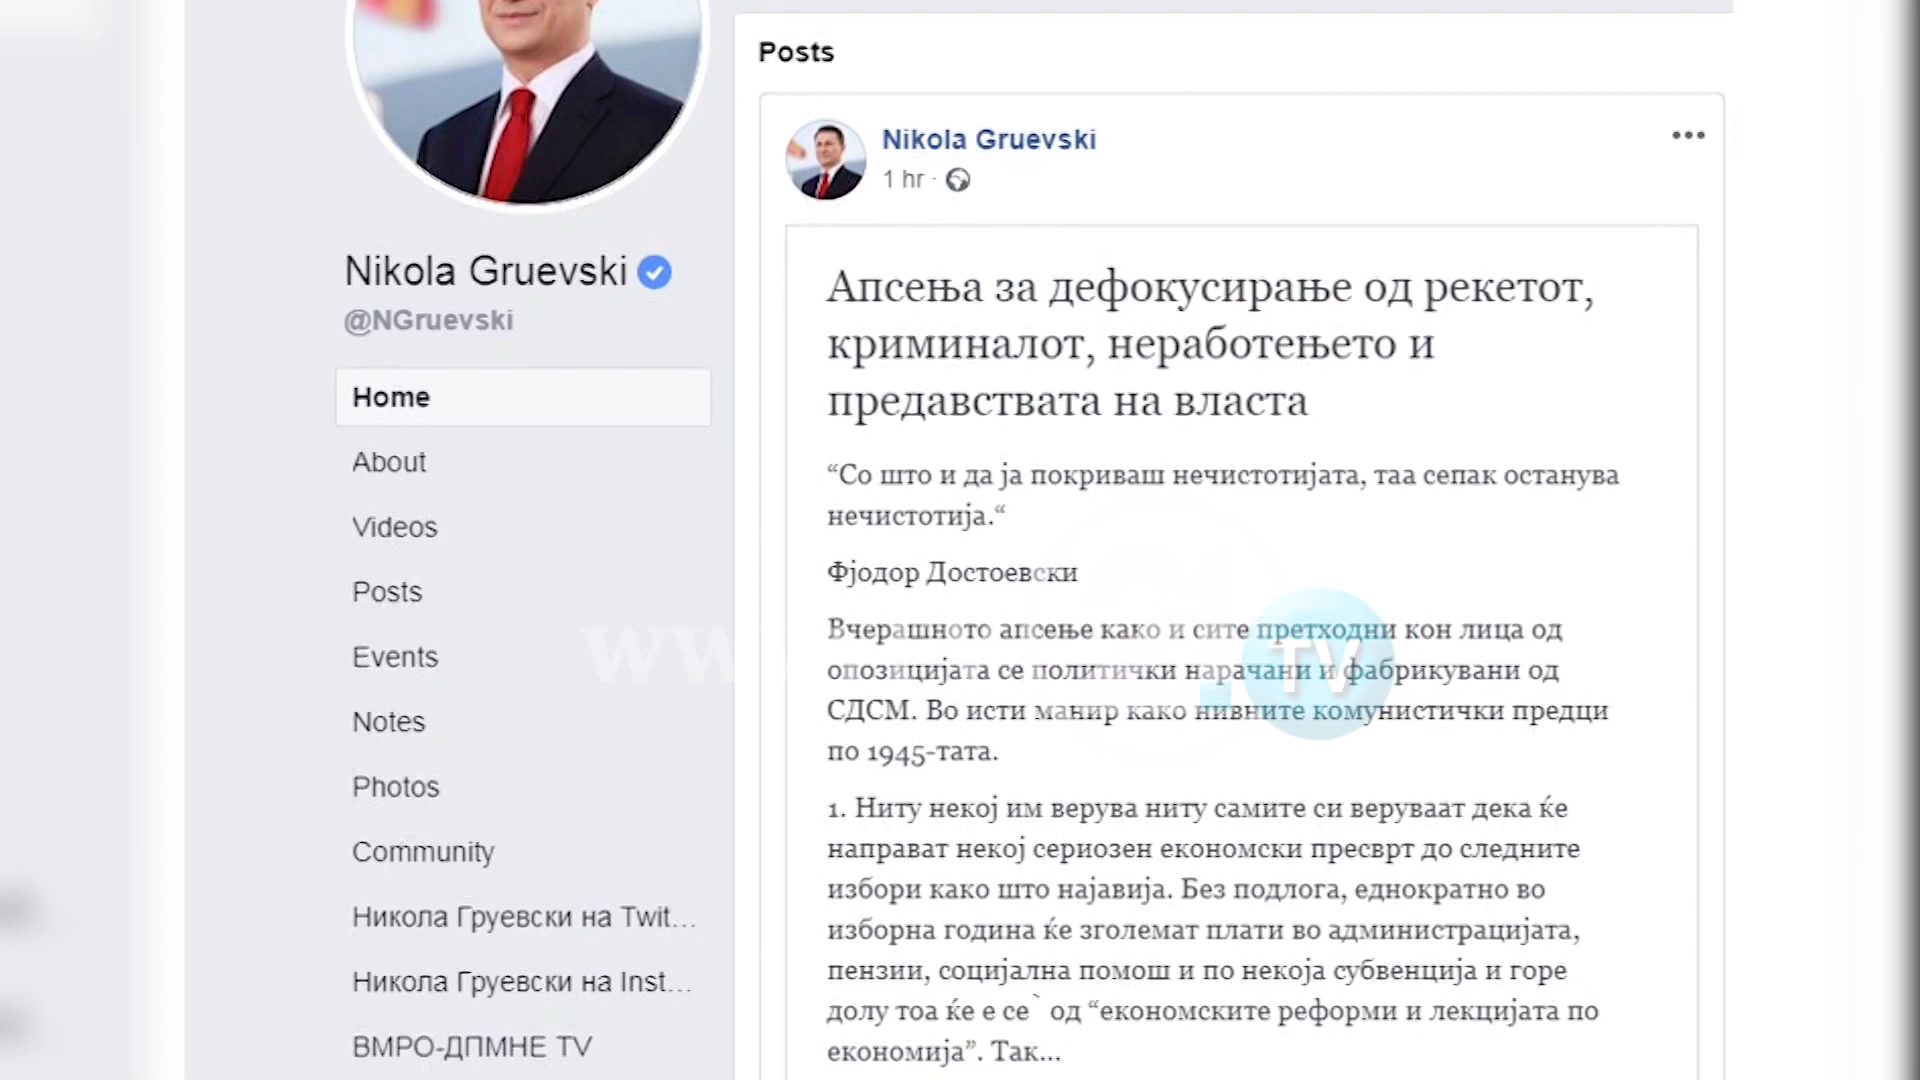 Nikola Gruevski
@NGruevski
Home
About
Videos
Posts
Events
Notes
Photos
Community
Никола Груевски на Twit...
Никола Груевски на Inst...
ВМРО-ДПМНЕ TV
Posts
Nikola Gruevski
1 hr ·
Апсења за дефокусирање од рекетот,
криминалот, неработењето и
предавствата на власта
“Со што и да ја покриваш нечистотијата, таа сепак останува
нечистотија.“
Фјодор Достоевски
Вчерашното апсење како и сите претходни кон лица од
опозицијата се политички нарачани и фабрикувани од
СДСМ. Во исти манир како нивните комунистички предци
по 1945-тата.
1. Ниту некој им верува ниту самите си веруваат дека ќе
направат некој сериозен економски пресврт до следните
избори како што најавија. Без подлога, еднократно во
изборна година ќе зголемат плати во администрацијата,
пензии, социјална помош и по некоја субвенција и горе
долу тоа ќе е се` од “економските реформи и лекцијата по
економија”. Так...
TV